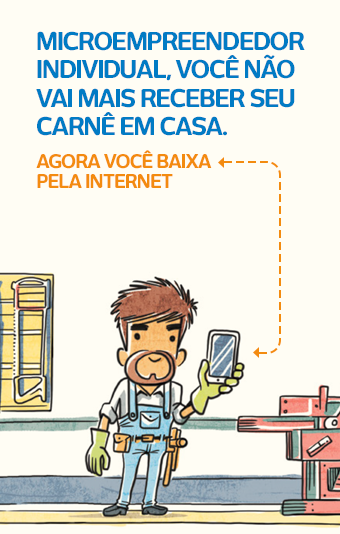 MICROEMPREENDEDOR
INDIVIDUAL, VOCÊ NÃO
VAI MAIS RECEBER SEU
CARNÊ EM CASA.
AGORA VOCÊ BAIXA
PELA INTERNET